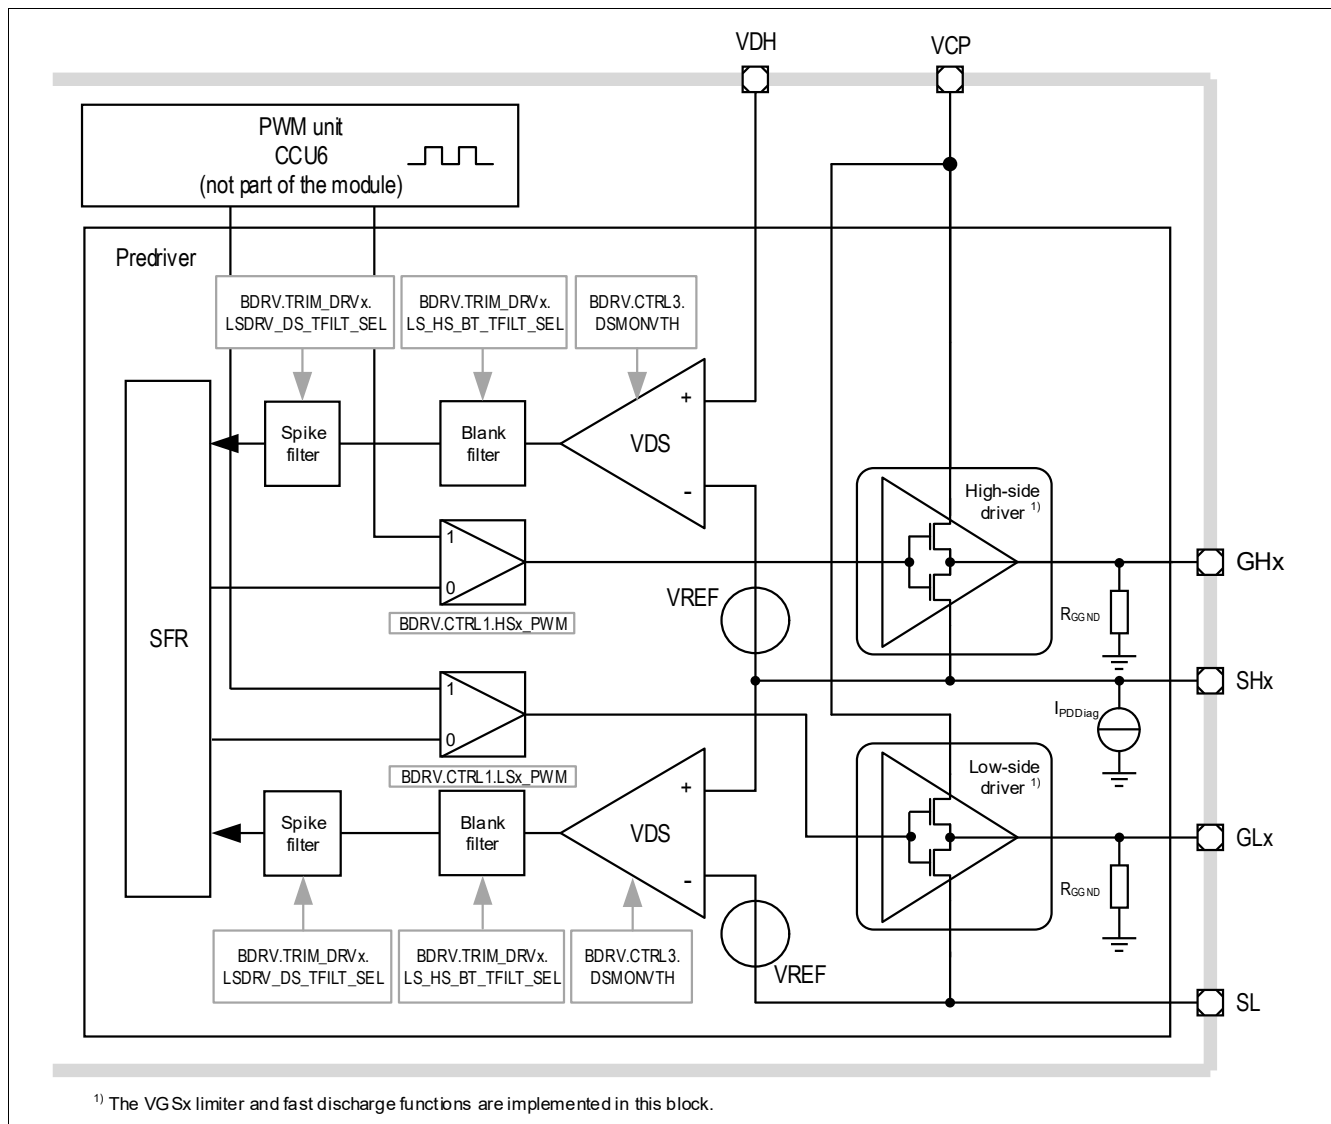 VDH
VCP
PWM unit
CCU6
(not part of the module)
Predriver
BDRV.TRIM_DRVx.
LSDRV_DS_TFILT_SEL
BDRV.TRIM_DRVx.
LS_HS_BT_TFILT_SEL
BDRV.CTRL3.
DSMONVTH
+
Spike
filter
Blank
filter
VDS
-
High-side
driver 1)
1
0
BDRV.CTRL1.HSx_PWM
VREF
GHx
RGGND
SFR
SHx
1
0
BDRV.CTRL1.LSx_PWM
IPDDiag
Low-side
driver 1)
+
Spike
filter
Blank
filter
VDS
-
GLx
RGGND
BDRV.TRIM_DRVx.
LSDRV_DS_TFILT_SEL
BDRV.TRIM_DRVx.
LS_HS_BT_TFILT_SEL
BDRV.CTRL3.
DSMONVTH
VREF
SL
1) The VGSx limiter and fast discharge functions are implemented in this block.